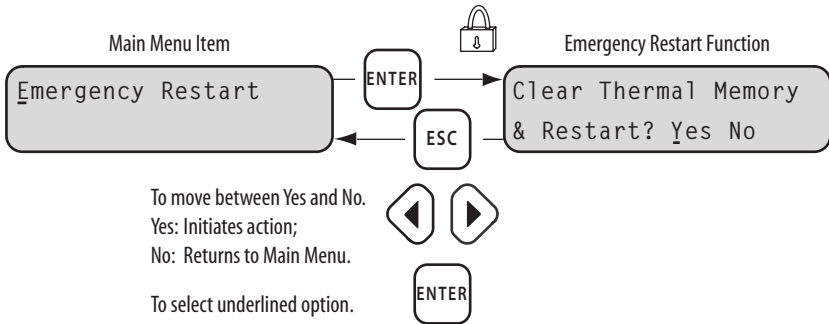 Main Menu Item
Emergency Restart Function
Emergency Restart
ENTER
Clear Thermal Memory
& Restart? Yes No
ESC
To move between Yes and No.
Yes: Initiates action;
No: Returns to Main Menu.
To select underlined option.
ENTER